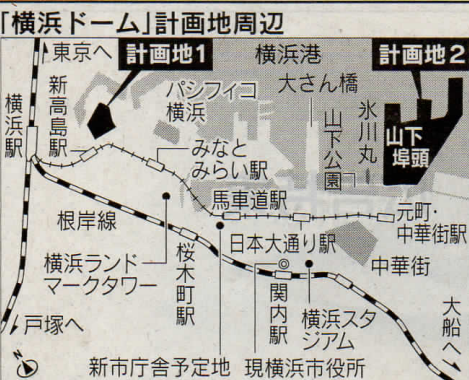 「横浜ドーム」計画地周辺
東京へ
計画地1
横浜港
計画地2
新高島駅
パシフィコ
横浜
大さん橋
氷川丸
横浜駅
山下公園
山下
埠頭
みなと
みらい駅
馬車道駅
元町・
中華街駅
根岸線
日本大通り駅
横浜ランド
マークタワー
桜木町駅
中華街
関内駅
横浜スタ
ジアム
大船へ
戸塚へ
新市庁舎予定地
現横浜市役所
N